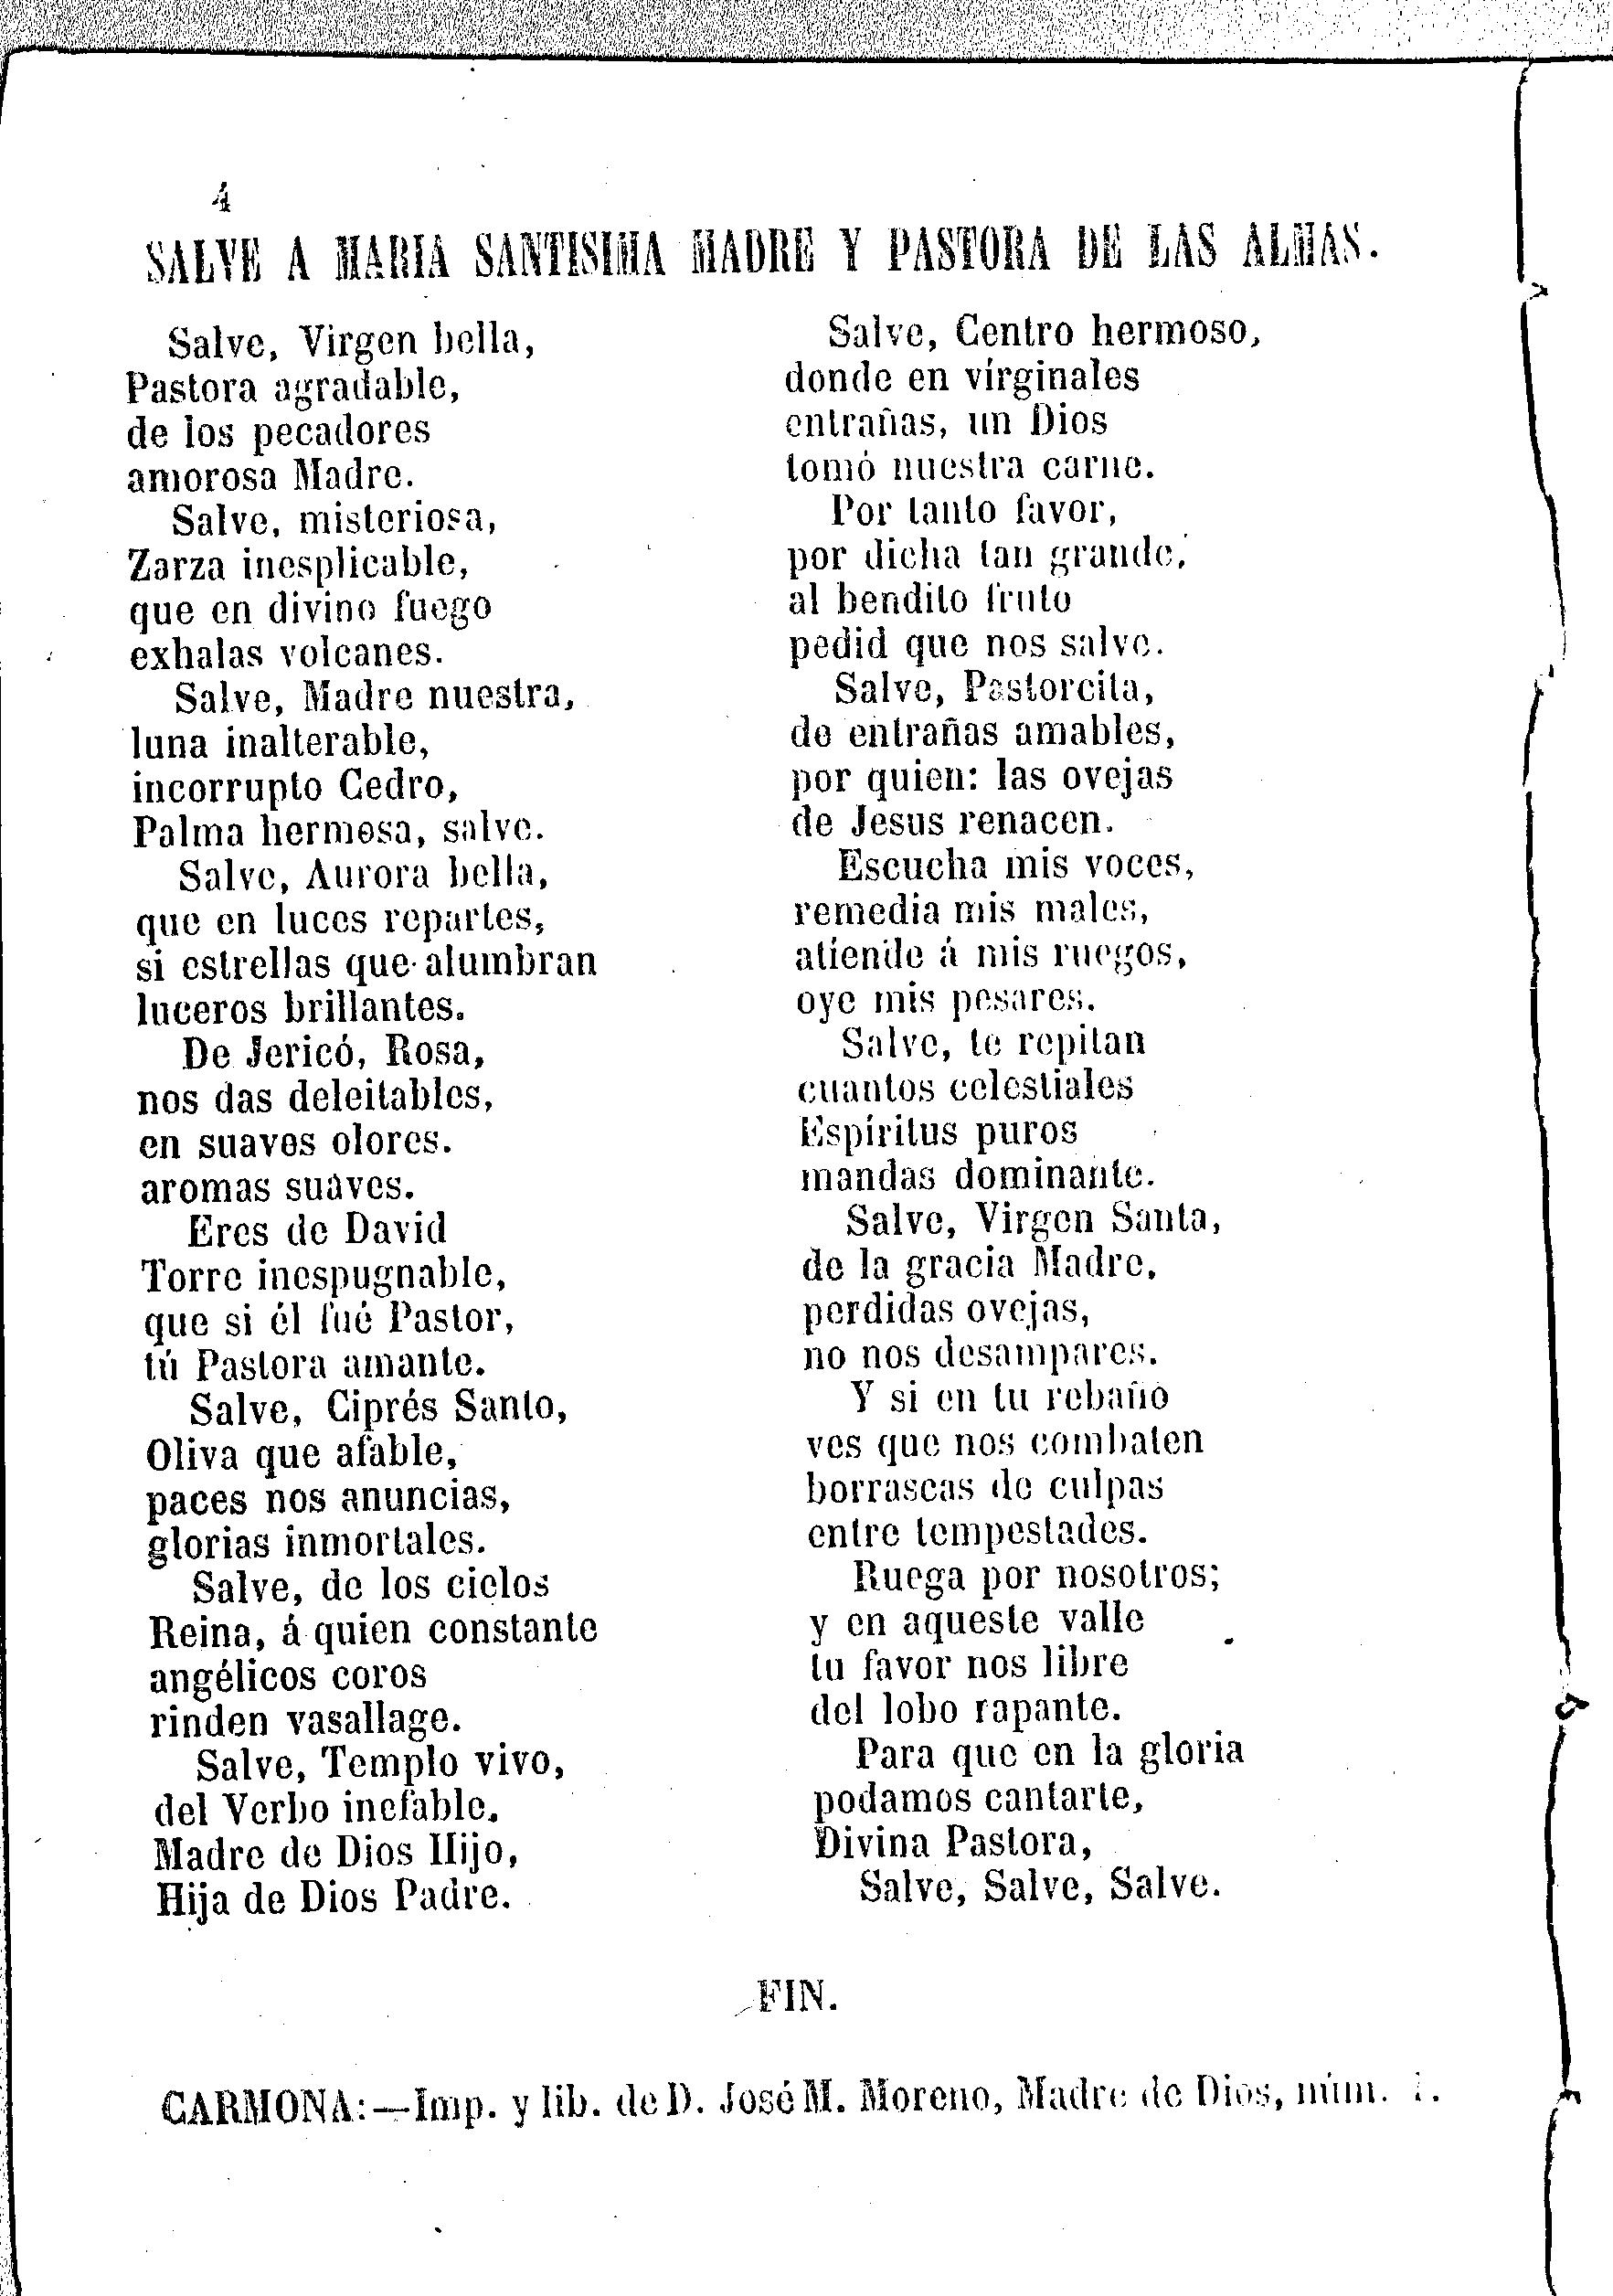 4
SALVE A MARIA SANTISIMA MADRE Y PASTORA DE LAS ALMAS.
Salve, Virgen bella,
Pastora agradable,
de los pecadores
amorosa Madre.
Salve, misteriosa,
Zarza inesplicable,
que en divino fuego
exhalas volcanes.
Salve, Madre nuestra,
luna inalterable,
incorrupto Cedro,
Palma hermosa, salve.
Salve, Aurora bella,
que en luces repartes,
si estrellas que alumbran
luceros brillantes.
De Jericó, Rosa,
nos das deleitables,
en suaves olores.
aromas suaves.
Eres de David
Torre inespugnable,
que si él fué Pastor,
tú Pastora amante.
Salve, Ciprés Santo,
Oliva que afable,
paces nos anuncias,
glorias inmortales.
Salve, de los cielos
Reina, á quien constante
angélicos coros
rinden vasallage.
Salve, Templo vivo,
del Verbo inefable.
Madre de Dios Hijo,
Hija de Dios Padre.
Salve, Centro hermoso,
donde en virginales
entrañas, un Dios
tomó nuestra carne.
Por tanto favor,
por dicha tan grande,
al bendito fruto
pedid que nos salve.
Salve, Pastorcita,
de entrañas amables,
por quien: las ovejas
de Jesus renacen.
Escucha mis voces,
remedia mis males,
atiende á mis ruegos,
oye mis pesares.
Salve, te repitan
cuantos celestiales
Espíritus puros
mandas dominante.
Salve, Virgen Santa,
de la gracia Madre,
perdidas ovejas,
no nos desampares.
Y si en tu rebaño
ves que nos combaten
borrascas de culpas
entre tempestades.
Ruega por nosotros;
y en aqueste valle
tu favor nos libre
del lobo rapante.
Para que en la gloria
podamos cantarte,
Divina Pastora,
Salve, Salve, Salve.
FIN.
CARMONA:—Imp. y lib. de D. José M. Moreno, Madre de Dios, núm.